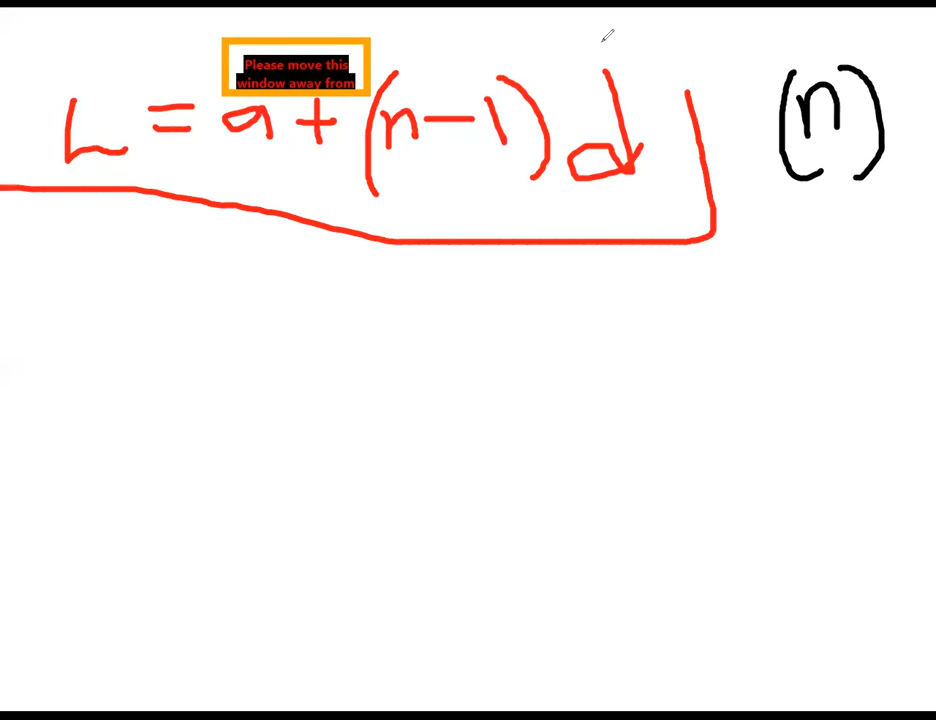 Please move this
window away from
L = a + (n-1)d (n)